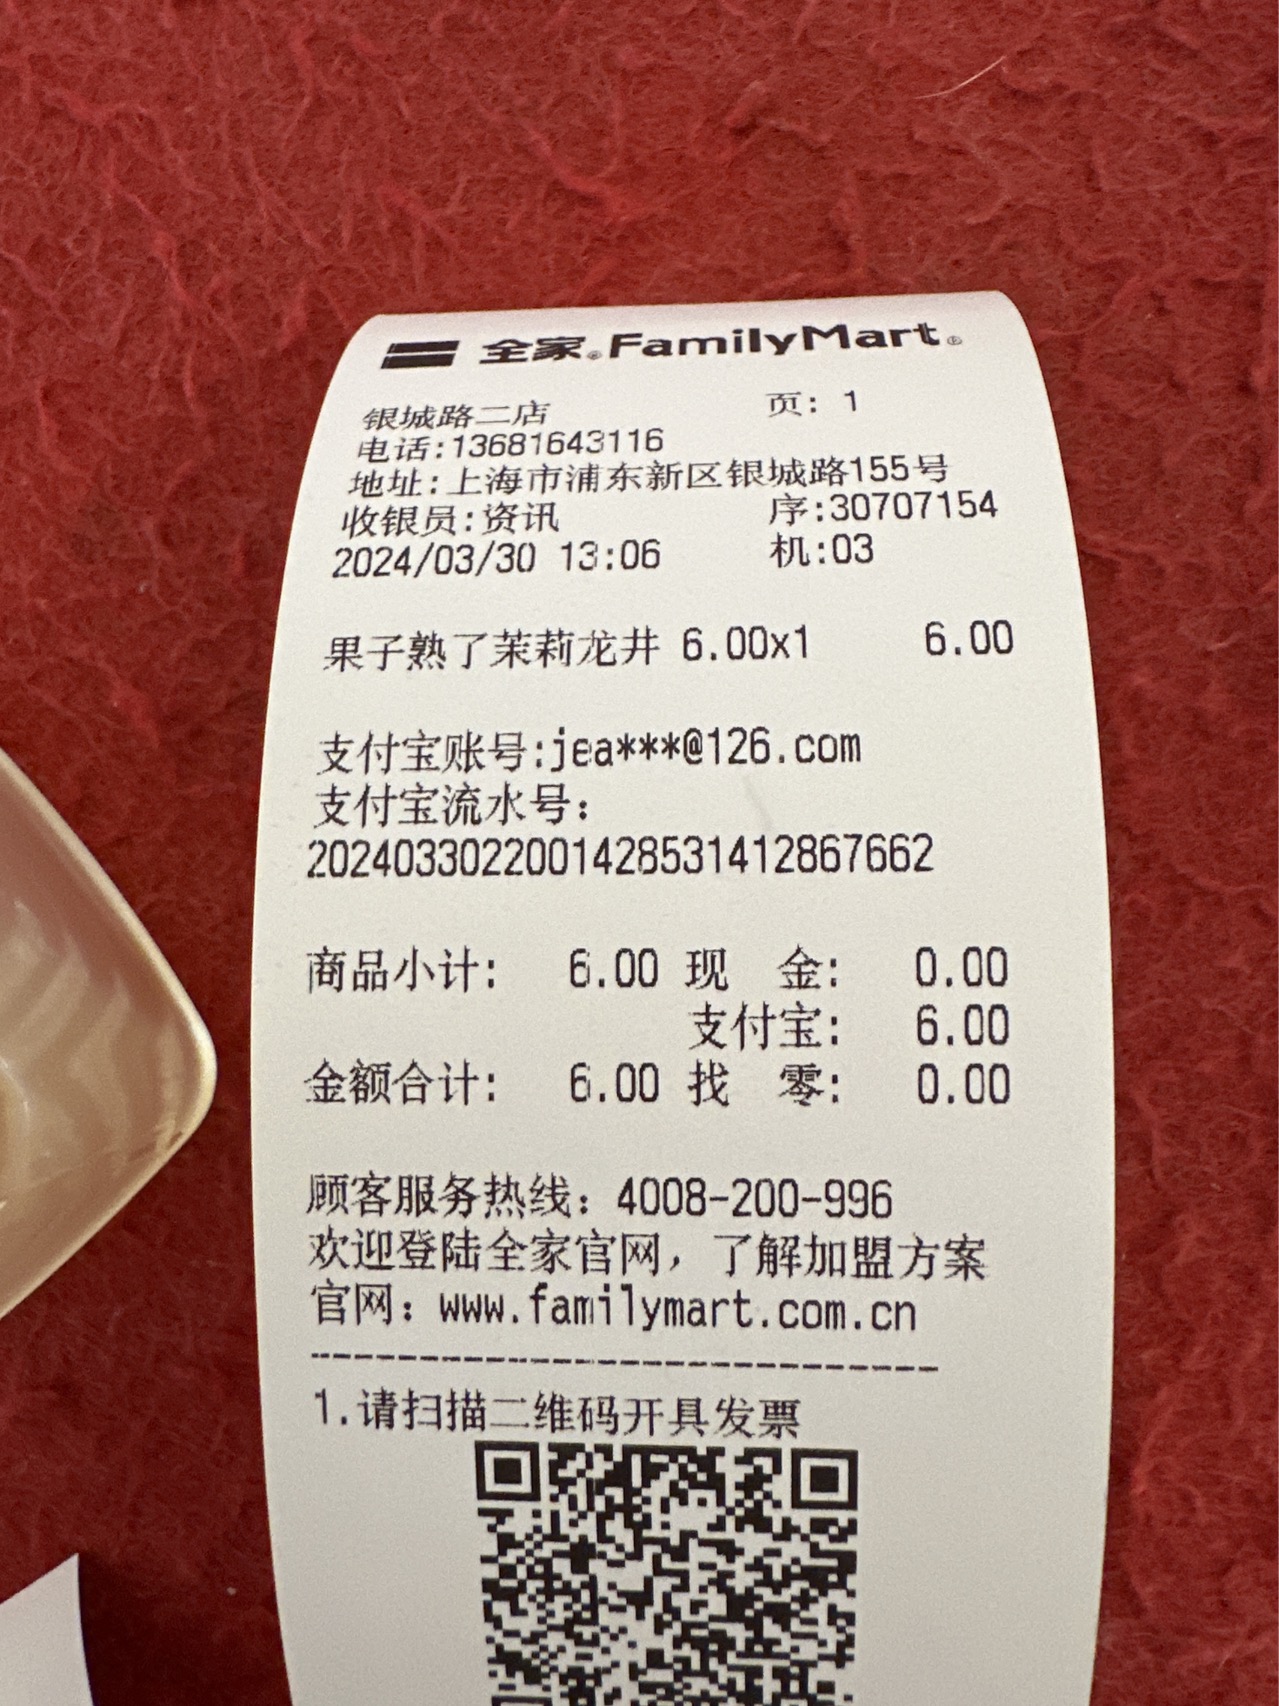 全家®FamilyMart®
银城路二店 页: 1
电话:13681643116
地址:上海市浦东新区银城路155号
收银员:资讯 序:30707154
2024/03/30 13:06 机:03
果子熟了茉莉龙井 6.00x1 6.00
支付宝账号:jea***@126.com
支付宝流水号:
2024033022001428531412867662
商品小计: 6.00 现 金: 0.00
支付宝: 6.00
金额合计: 6.00 找 零: 0.00
顾客服务热线: 4008-200-996
欢迎登陆全家官网, 了解加盟方案
官网: www.familymart.com.cn
1.请扫描二维码开具发票